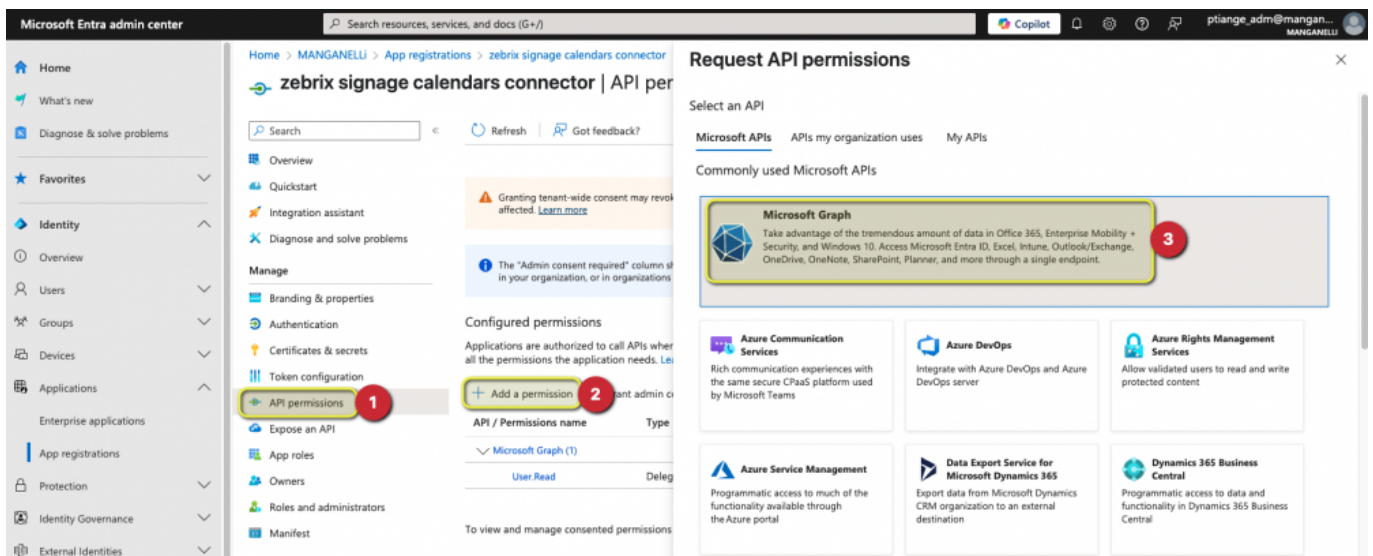 Microsoft Entra admin center
Search resources, services, and docs (G+/)
Copilot
ptiange_adm@mangan...
MANGANELLI
Home
What's new
Diagnose & solve problems
Favorites
Identity
Overview
Users
Groups
Devices
Applications
Enterprise applications
App registrations
Protection
Identity Governance
External Identities
Home > MANGANELLi > App registrations > zebrix signage calendars connector
zebrix signage calendars connector | API per
Search
«
Overview
Quickstart
Integration assistant
Diagnose and solve problems
Manage
Branding & properties
Authentication
Certificates & secrets
Token configuration
API permissions
1
Expose an API
App roles
Owners
Roles and administrators
Manifest
Refresh
Got feedback?
Granting tenant-wide consent may revok
affected. Learn more
The "Admin consent required" column sh
in your organization, or in organizations
Configured permissions
Applications are authorized to call APIs when
all the permissions the application needs. Lea
+ Add a permission
2
ant admin co
API / Permissions name Type
Microsoft Graph (1)
User.Read Deleg
To view and manage consented permissions
Request API permissions
Select an API
Microsoft APIs APIs my organization uses My APIs
Commonly used Microsoft APIs
Microsoft Graph
Take advantage of the tremendous amount of data in Office 365, Enterprise Mobility +
Security, and Windows 10. Access Microsoft Entra ID, Excel, Intune, Outlook/Exchange,
OneDrive, OneNote, SharePoint, Planner, and more through a single endpoint.
3
Azure Communication
Services
Rich communication experiences with
the same secure CPaaS platform used
by Microsoft Teams
Azure DevOps
Integrate with Azure DevOps and Azure
DevOps server
Azure Rights Management
Services
Allow validated users to read and write
protected content
Azure Service Management
Programmatic access to much of the
functionality available through
the Azure portal
Data Export Service for
Microsoft Dynamics 365
Export data from Microsoft Dynamics
CRM organization to an external
destination
Dynamics 365 Business
Central
Programmatic access to data and
functionality in Dynamics 365 Business
Central